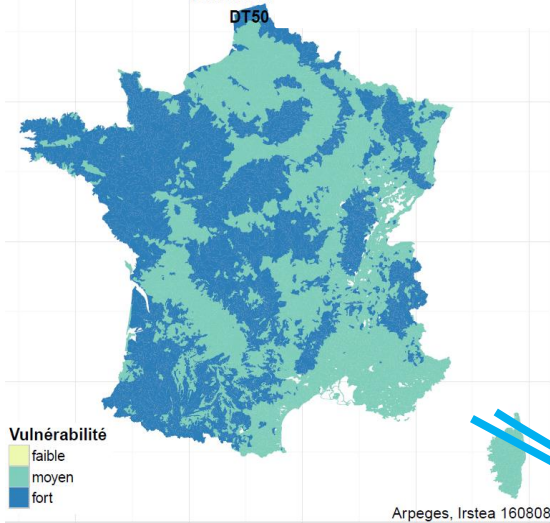 DT50
Vulnérabilité
faible
moyen
fort
Arpeges, Irstea 160808